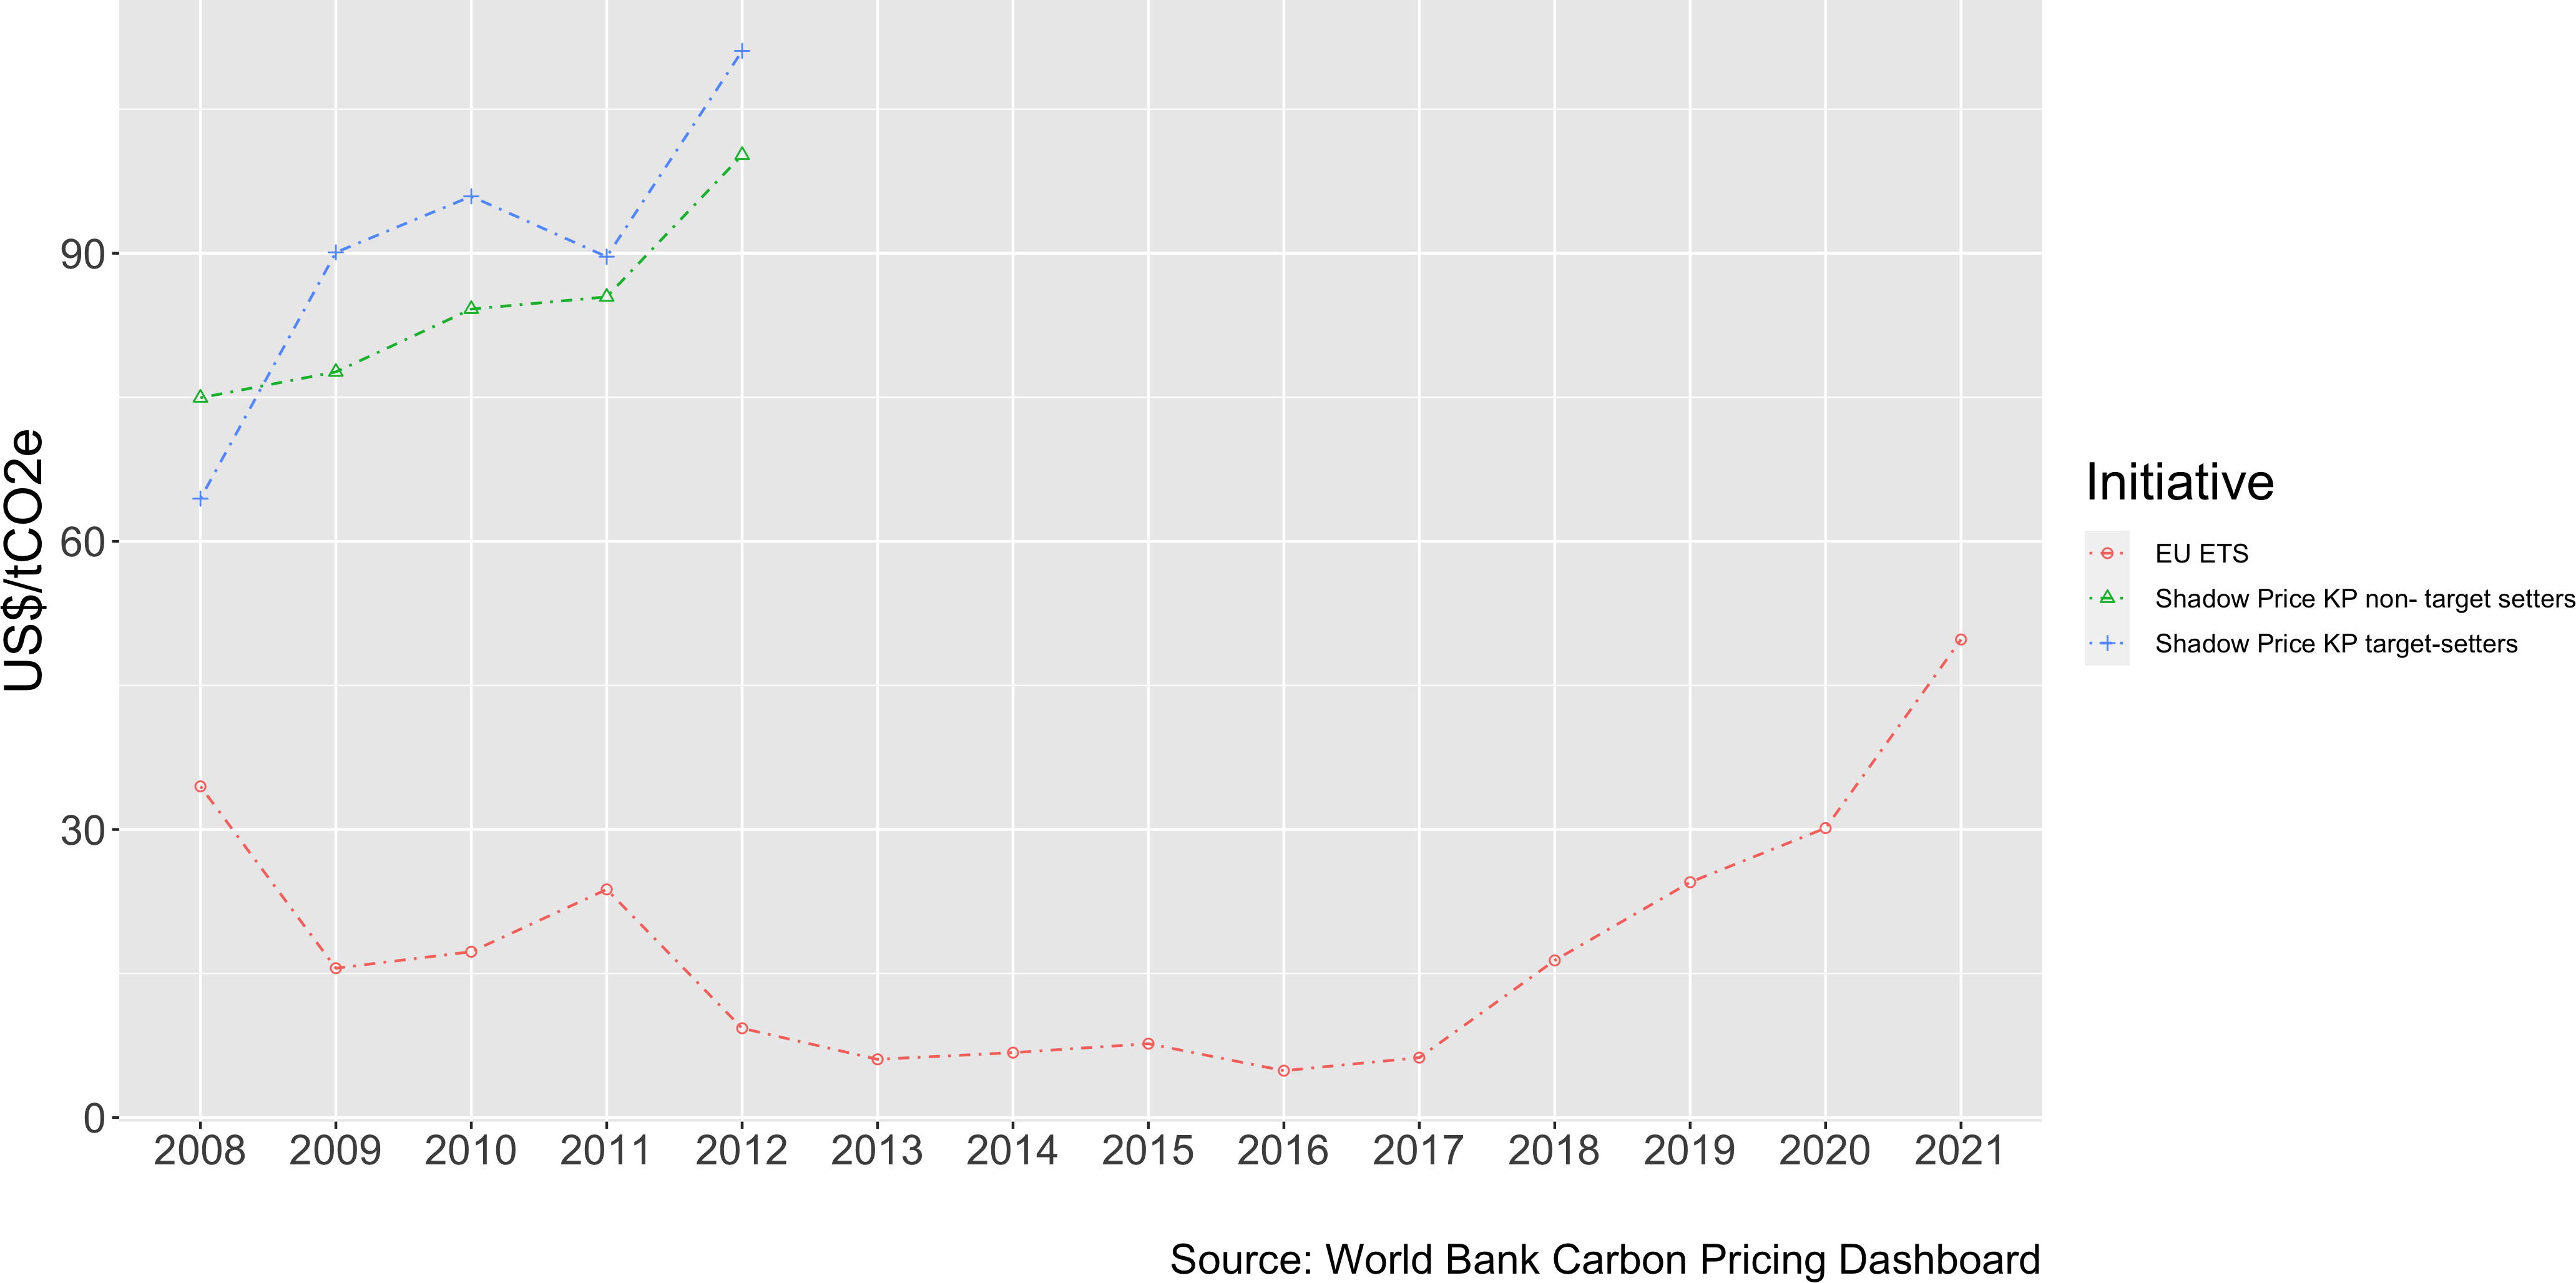 US$/tCO2e
90
60
30
0
2008 2009 2010 2011 2012 2013 2014 2015 2016 2017 2018 2019 2020 2021
Initiative
EU ETS
Shadow Price KP non- target setters
Shadow Price KP target-setters
Source: World Bank Carbon Pricing Dashboard